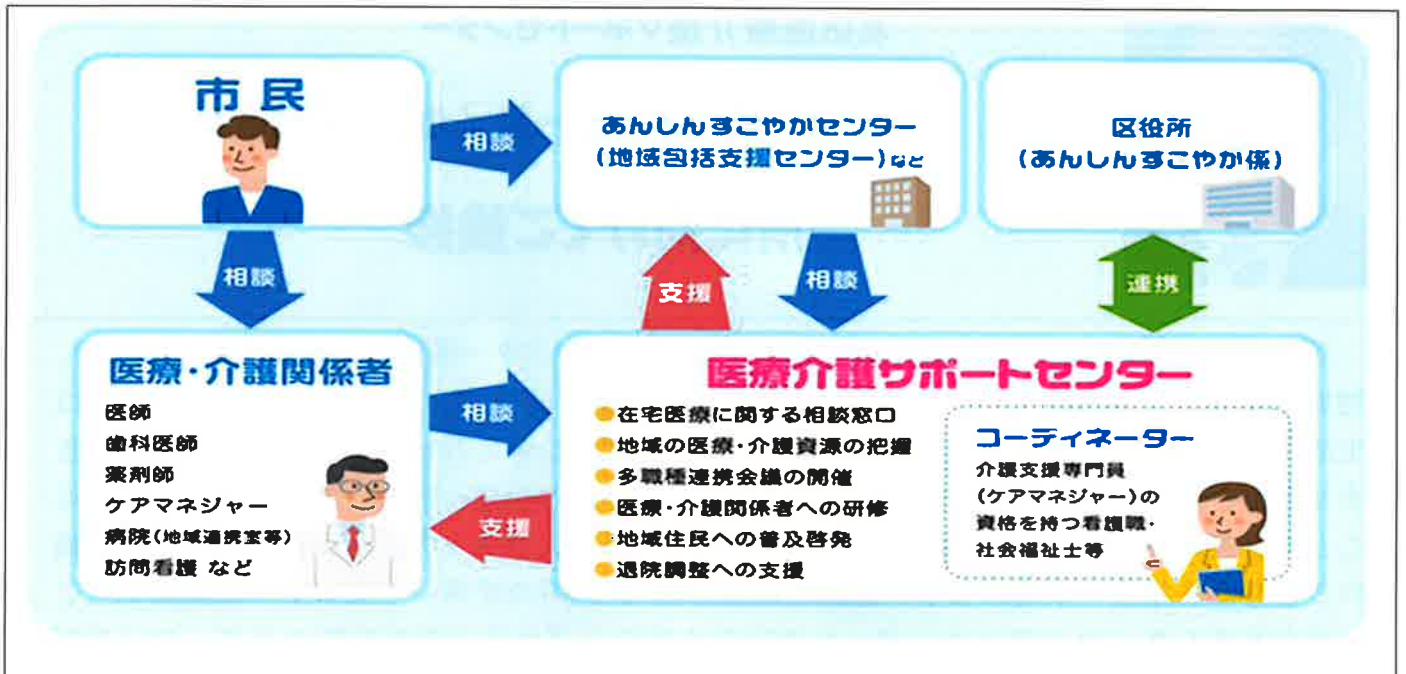 市民
相談
あんしんすこやかセンター
(地域包括支援センター)など
区役所
(あんしんすこやか係)
相談
支援
相談
連携
医療・介護関係者
医師
歯科医師
薬剤師
ケアマネジャー
病院(地域連携室等)
訪問看護 など
相談
支援
医療介護サポートセンター
●在宅医療に関する相談窓口
●地域の医療・介護資源の把握
●多職種連携会議の開催
●医療・介護関係者への研修
●地域住民への普及啓発
●退院調整への支援
コーディネーター
介護支援専門員
(ケアマネジャー)の
資格を持つ看護職・
社会福祉士等